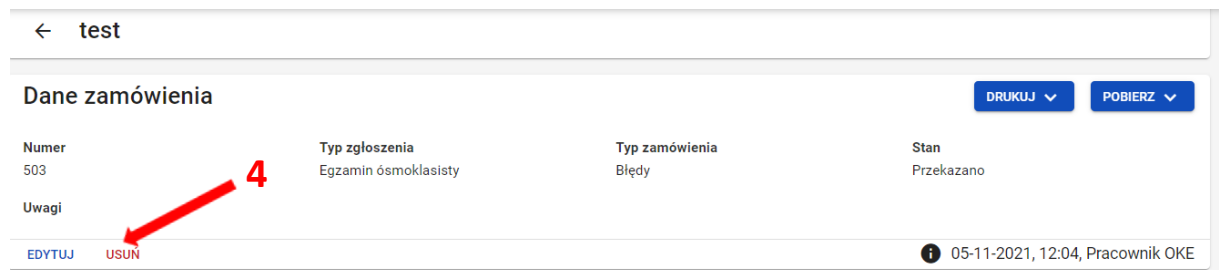 ← test
Dane zamówienia
DRUKUJ POBIERZ
Numer Typ zgłoszenia Typ zamówienia Stan
503 Egzamin ósmoklasisty Błędy Przekazano
4
Uwagi
EDYTUJ USUŃ 05-11-2021, 12:04, Pracownik OKE